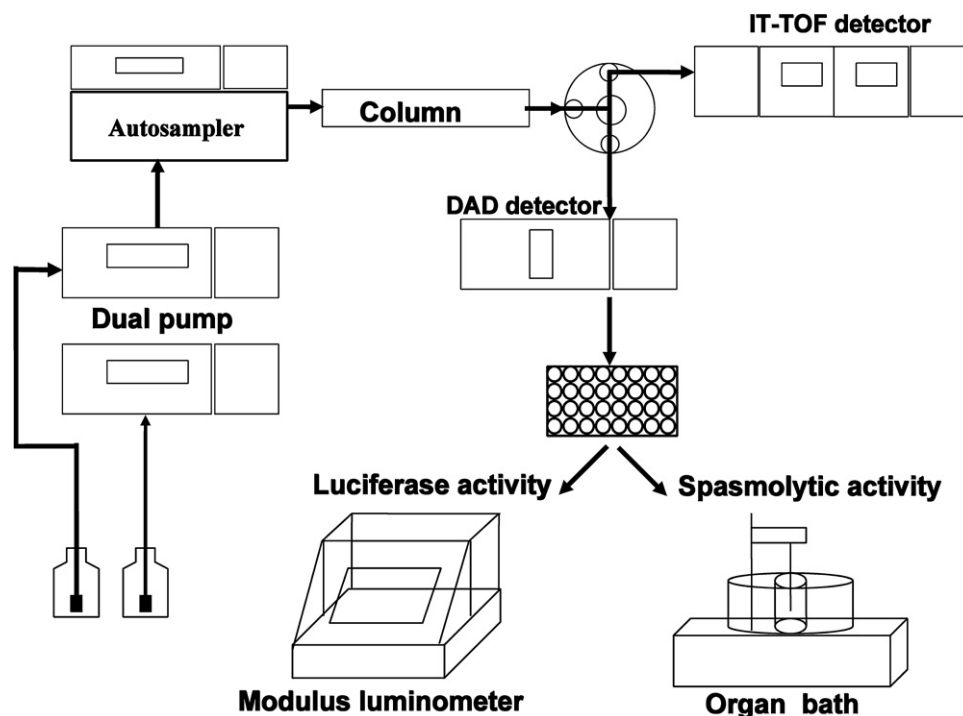 IT-TOF detector
Autosampler
Column
DAD detector
Dual pump
Luciferase activity
Spasmolytic activity
Modulus luminometer
Organ bath